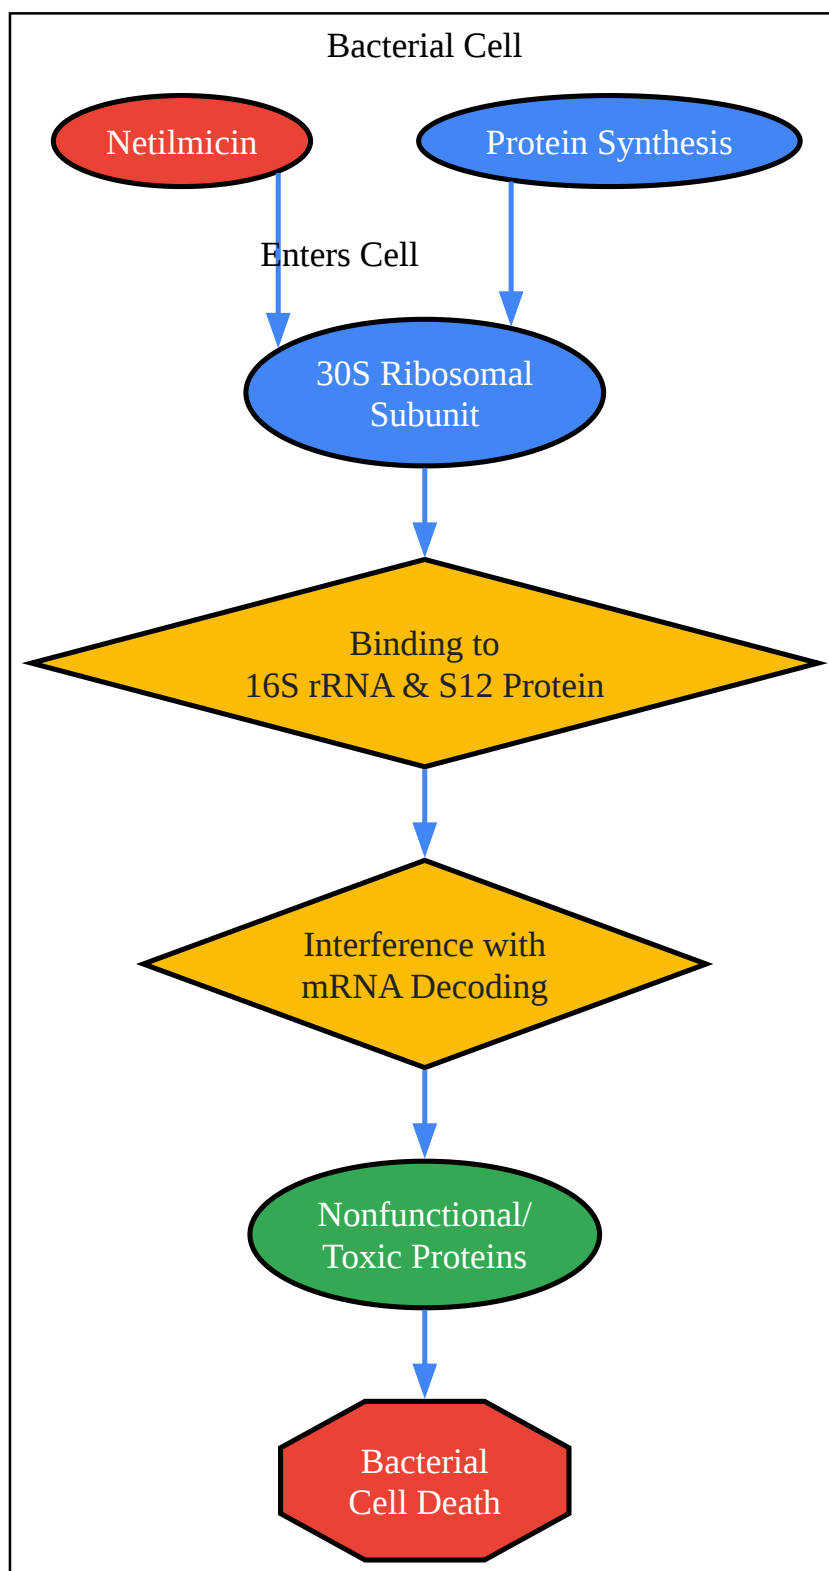 Bacterial Cell
Netilmicin
Protein Synthesis
Enters Cell
30S Ribosomal
Subunit
Binding to
16S rRNA & S12 Protein
Interference with
mRNA Decoding
Nonfunctional/
Toxic Proteins
Bacterial
Cell Death